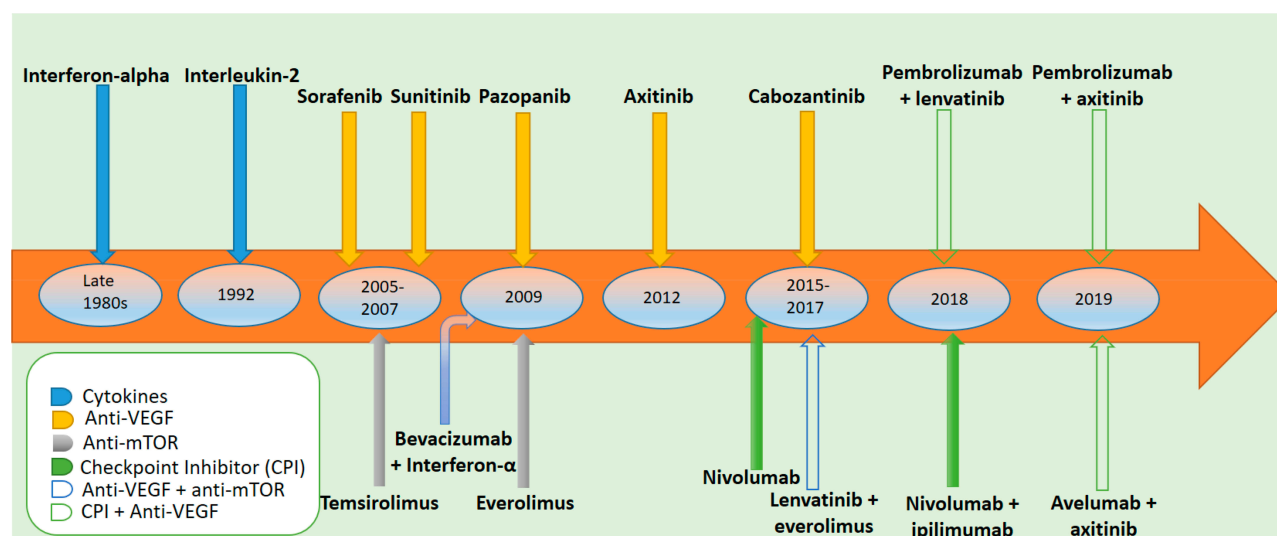 Interferon-alpha
Interleukin-2
Sorafenib
Sunitinib
Pazopanib
Axitinib
Cabozantinib
Pembrolizumab
+ lenvatinib
Pembrolizumab
+ axitinib
Late
1980s
1992
2005-
2007
2009
2012
2015-
2017
2018
2019
Cytokines
Anti-VEGF
Anti-mTOR
Checkpoint Inhibitor (CPI)
Anti-VEGF + anti-mTOR
CPI + Anti-VEGF
Temsirolimus
Bevacizumab
+ Interferon-α
Everolimus
Nivolumab
Lenvatinib +
everolimus
Nivolumab +
ipilimumab
Avelumab +
axitinib